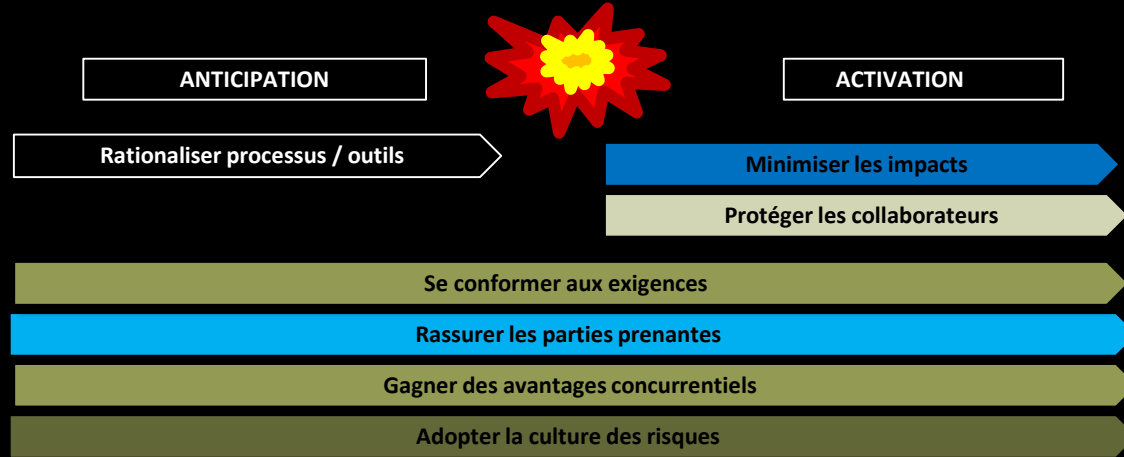 ANTICIPATION
ACTIVATION
Rationaliser processus / outils
Minimiser les impacts
Protéger les collaborateurs
Se conformer aux exigences
Rassurer les parties prenantes
Gagner des avantages concurrentiels
Adopter la culture des risques